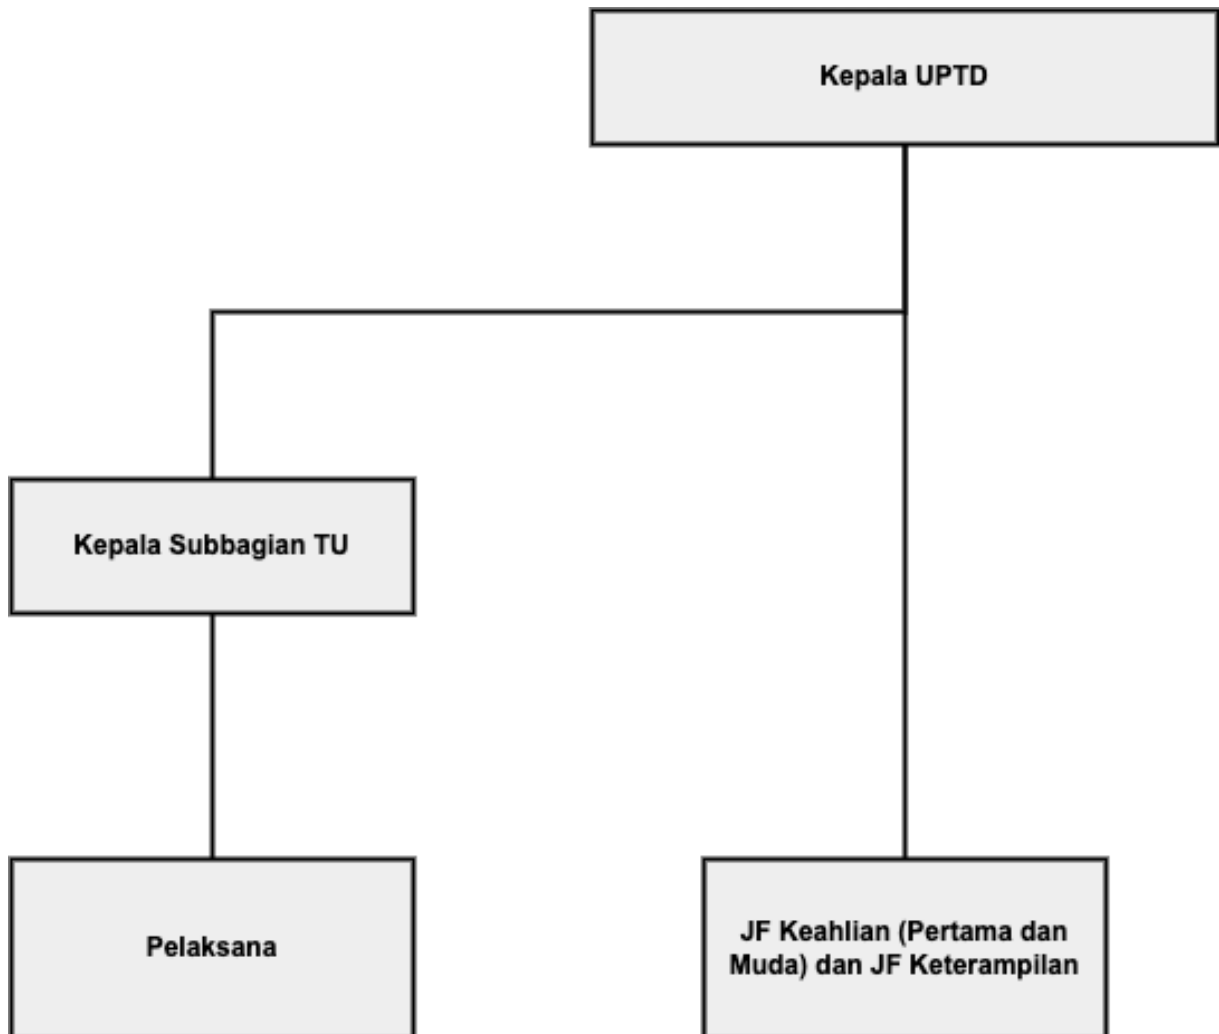 Kepala UPTD
Kepala Subbagian TU
Pelaksana
JF Keahlian (Pertama dan
Muda) dan JF Keterampilan